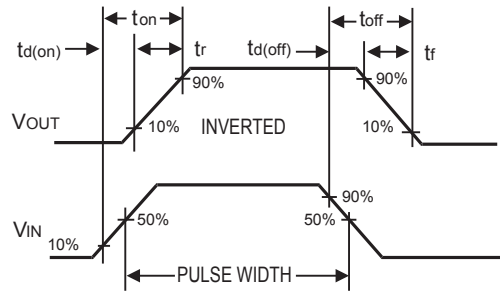 ton toff
td(on) tr td(off) tf
90% 90%
VOUT 10% INVERTED 10%
90%
50% 50%
VIN
10%
PULSE WIDTH